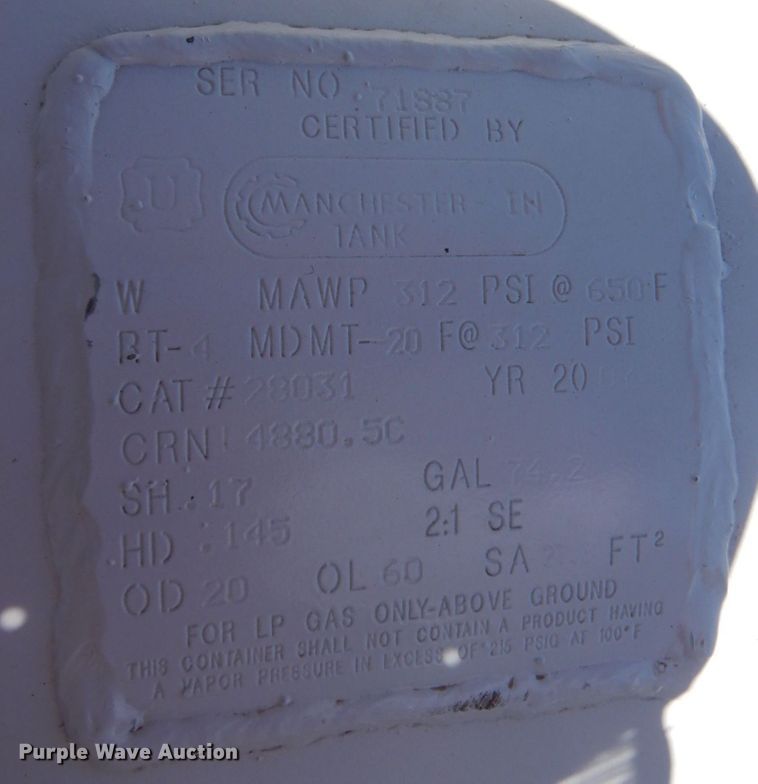 SER NO 71887
CERTIFIED BY
U MANCHESTER - IN
TANK
W MAWP 312 PSI @ 650 F
RT-4 MDMT-20 F@ 312 PSI
CAT # 28031 YR 20
CRN 4880.5C
SH .17 GAL 74.2
HD .145 2:1 SE
OD 20 OL 60 SA FT²
FOR LP GAS ONLY-ABOVE GROUND
THIS CONTAINER SHALL NOT CONTAIN A PRODUCT HAVING
A VAPOR PRESSURE IN EXCESS OF 215 PSIG AT 100°F
Purple Wave Auction